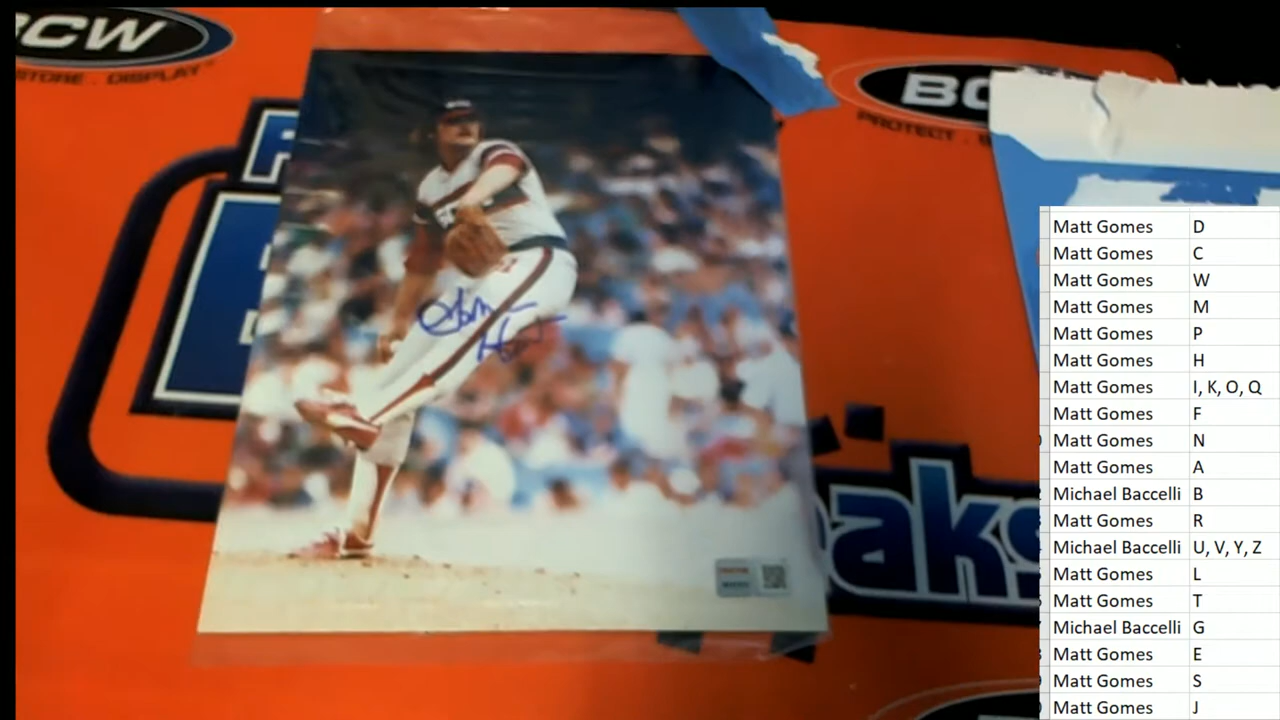 BCW
STORE . DISPLAY
BC
PROTECT .
eaks
Matt Gomes D
Matt Gomes C
Matt Gomes W
Matt Gomes M
Matt Gomes P
Matt Gomes H
Matt Gomes I, K, O, Q
Matt Gomes F
Matt Gomes N
Matt Gomes A
Michael Baccelli B
Matt Gomes R
Michael Baccelli U, V, Y, Z
Matt Gomes L
Matt Gomes T
Michael Baccelli G
Matt Gomes E
Matt Gomes S
Matt Gomes J